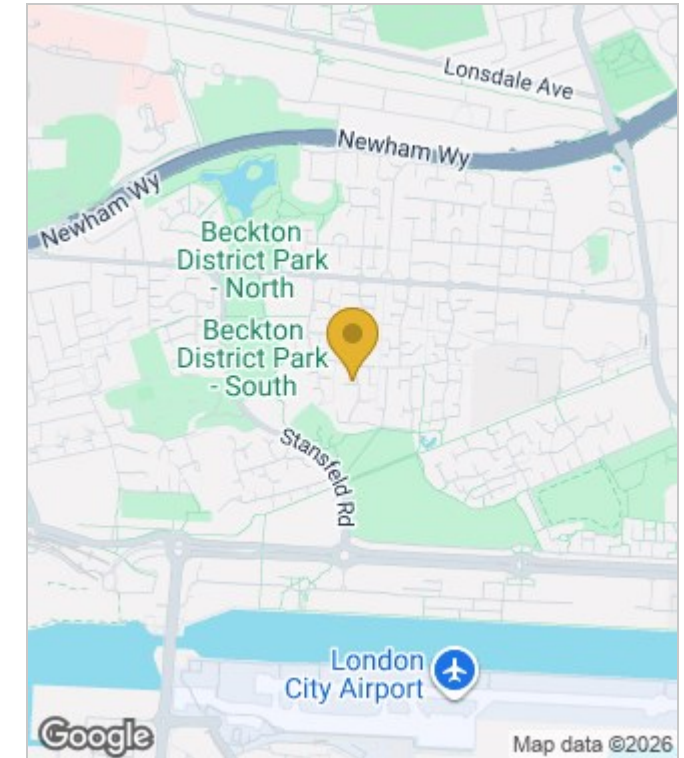 Lonsdale Ave
Newham Wy
Newham Wy
Beckton
District Park
- North
Beckton
District Park
- South
Stansfeld Rd
London
City Airport
Google
Map data ©2026